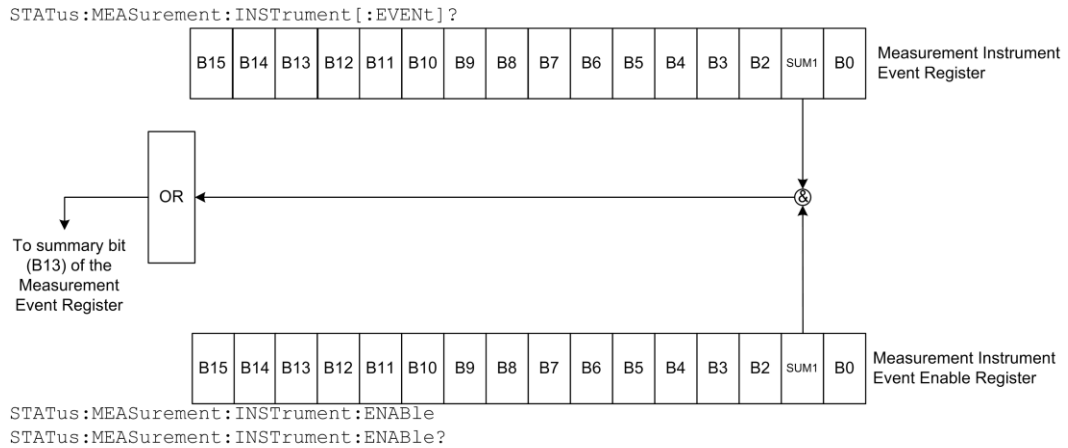 STATus:MEASurement:INSTrument[:EVENt]?
B15 B14 B13 B12 B11 B10 B9 B8 B7 B6 B5 B4 B3 B2 SUM1 B0
Measurement Instrument
Event Register
OR
&
To summary bit
(B13) of the
Measurement
Event Register
B15 B14 B13 B12 B11 B10 B9 B8 B7 B6 B5 B4 B3 B2 SUM1 B0
Measurement Instrument
Event Enable Register
STATus:MEASurement:INSTrument:ENABle
STATus:MEASurement:INSTrument:ENABle?